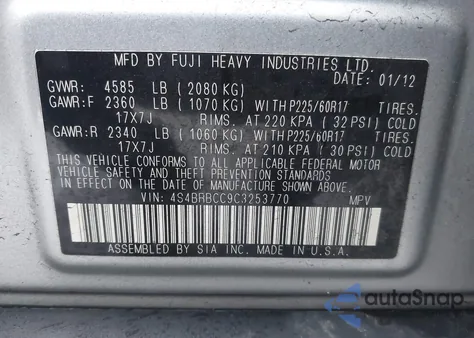 MFD BY FUJI HEAVY INDUSTRIES LTD.
DATE: 01/12
GVWR: 4585 LB (2080 KG)
GAWR:F 2360 LB (1070 KG) WITH P225/60R17 TIRES.
17X7J RIMS. AT 220 KPA (32 PSI) COLD
GAWR:R 2340 LB (1060 KG) WITH P225/60R17 TIRES.
17X7J RIMS. AT 210 KPA (30 PSI) COLD
THIS VEHICLE CONFORMS TO ALL APPLICABLE FEDERAL MOTOR
VEHICLE SAFETY AND THEFT PREVENTION STANDARDS IN
EFFECT ON THE DATE OF MANUFACTURE SHOWN ABOVE.
VIN: 4S4BRBCC9C3253770 MPV
ASSEMBLED BY SIA INC. IN U.S.A.
autoSnap